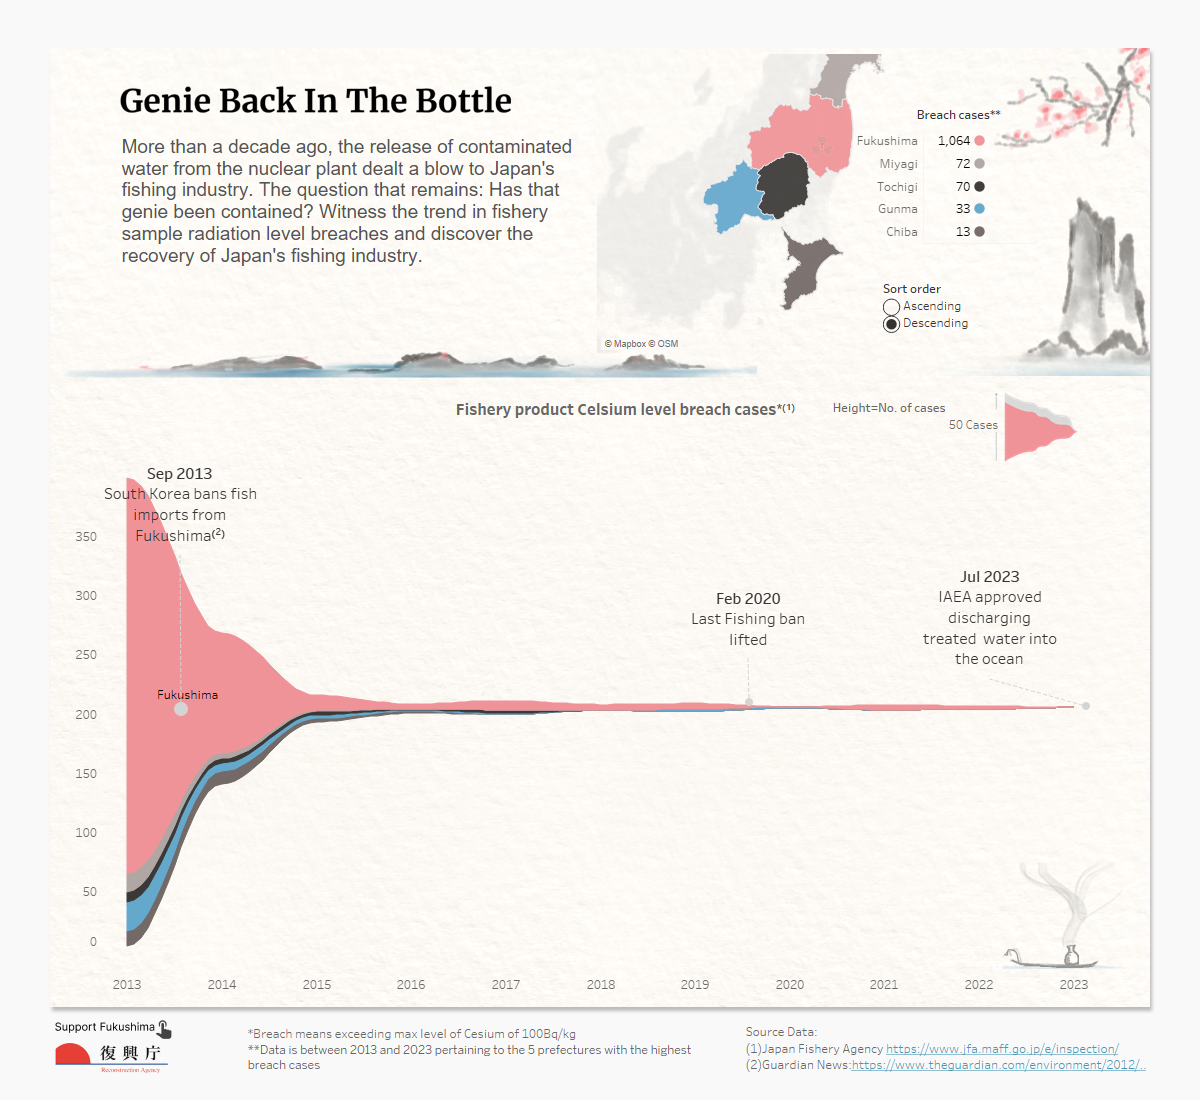 Genie Back In The Bottle
More than a decade ago, the release of contaminated
water from the nuclear plant dealt a blow to Japan's
fishing industry. The question that remains: Has that
genie been contained? Witness the trend in fishery
sample radiation level breaches and discover the
recovery of Japan's fishing industry.
Breach cases**
Fukushima 1,064
Miyagi 72
Tochigi 70
Gunma 33
Chiba 13
Sort order
Ascending
Descending
© Mapbox © OSM
Fishery product Celsium level breach cases*(1)
Height=No. of cases
50 Cases
Sep 2013
South Korea bans fish
imports from
Fukushima(2)
Fukushima
Feb 2020
Last Fishing ban
lifted
Jul 2023
IAEA approved
discharging
treated water into
the ocean
350
300
250
200
150
100
50
0
2013 2014 2015 2016 2017 2018 2019 2020 2021 2022 2023
Support Fukushima
復興庁
Reconstruction Agency
*Breach means exceeding max level of Cesium of 100Bq/kg
**Data is between 2013 and 2023 pertaining to the 5 prefectures with the highest
breach cases
Source Data:
(1)Japan Fishery Agency https://www.jfa.maff.go.jp/e/inspection/
(2)Guardian News:https://www.theguardian.com/environment/2012/..